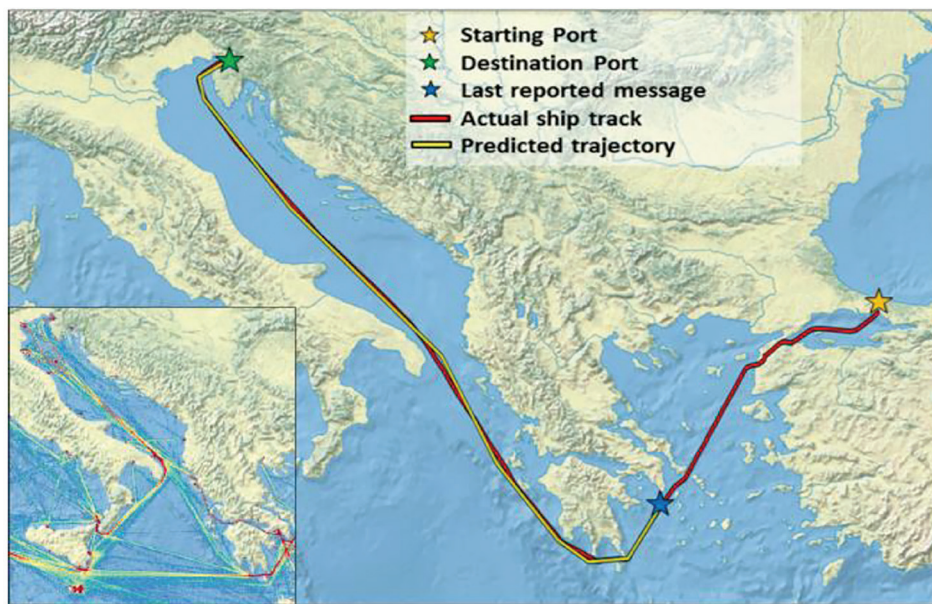 Starting Port
Destination Port
Last reported message
Actual ship track
Predicted trajectory